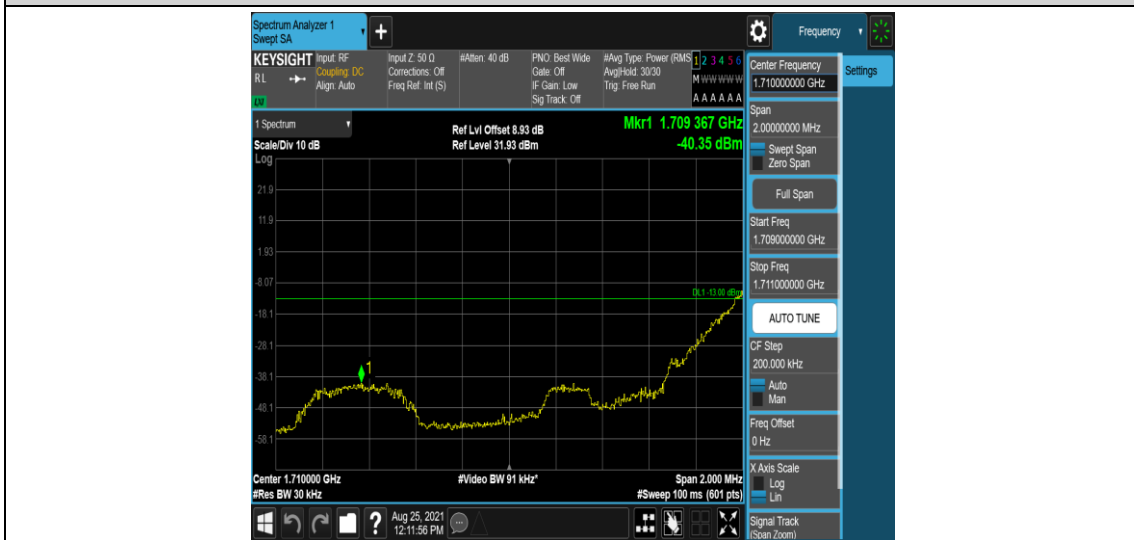 Spectrum Analyzer 1
Swept SA
+
Frequency
KEYSIGHT
RL
Input: RF
Coupling: DC
Align: Auto
Input Z: 50 Ω
Corrections: Off
Freq Ref: Int (S)
#Atten: 40 dB
PNO: Best Wide
Gate: Off
IF Gain: Low
Sig Track: Off
#Avg Type: Power (RMS
Avg|Hold: 30/30
Trig: Free Run
1 2 3 4 5 6
M W W W W W
A A A A A A
1 Spectrum
Scale/Div 10 dB
Ref Lvl Offset 8.93 dB
Ref Level 31.93 dBm
Mkr1 1.709 367 GHz
-40.35 dBm
Log
21.9
11.9
1.93
-8.07
-18.1
-28.1
-38.1
-48.1
-58.1
DL1 -13.00 dBm
1
Center 1.710000 GHz
#Res BW 30 kHz
#Video BW 91 kHz*
Span 2.000 MHz
#Sweep 100 ms (601 pts)
Center Frequency
1.710000000 GHz
Settings
Span
2.00000000 MHz
Swept Span
Zero Span
Full Span
Start Freq
1.709000000 GHz
Stop Freq
1.711000000 GHz
AUTO TUNE
CF Step
200.000 kHz
Auto
Man
Freq Offset
0 Hz
X Axis Scale
Log
Lin
Signal Track
(Span Zoom)
?
Aug 25, 2021
12:11:56 PM